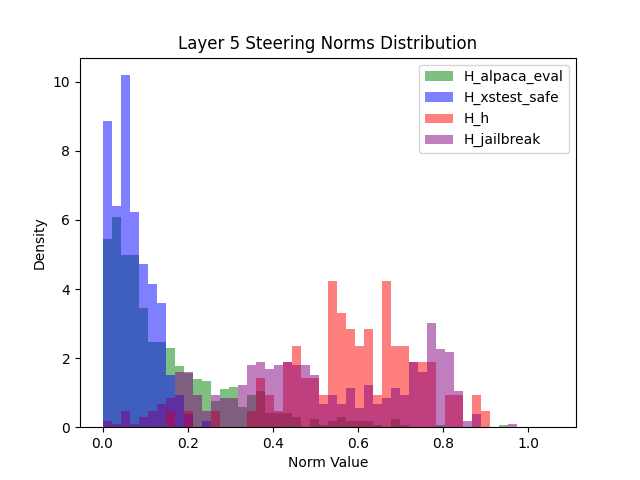 Layer 5 Steering Norms Distribution
H_alpaca_eval
H_xstest_safe
H_h
H_jailbreak
Density
10
8
6
4
2
0
0.0 0.2 0.4 0.6 0.8 1.0
Norm Value